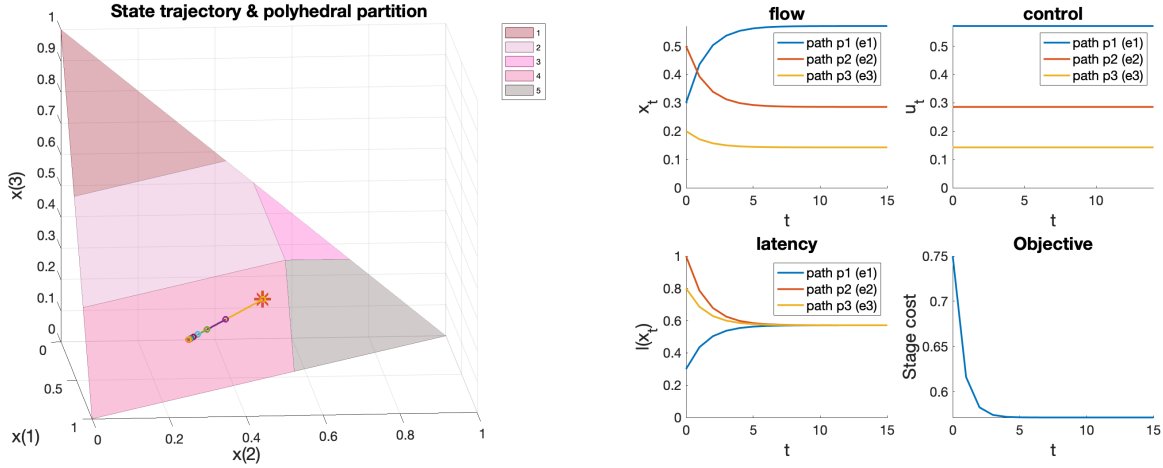 State trajectory & polyhedral partition
1
2
3
4
5
x(3)
1
0.9
0.8
0.7
0.6
0.5
0.4
0.3
0.2
0.1
0
0
0.5
1
x(1)
0
0.2
0.4
0.6
0.8
1
x(2)
flow
path p1 (e1)
path p2 (e2)
path p3 (e3)
0.5
0.4
0.3
0.2
0.1
0
x_t
0
5
10
15
t
control
path p1 (e1)
path p2 (e2)
path p3 (e3)
0.5
0.4
0.3
0.2
0.1
0
u_t
0
5
10
t
latency
path p1 (e1)
path p2 (e2)
path p3 (e3)
1
0.8
0.6
0.4
0.2
0
l(x_t)
0
5
10
15
t
Objective
0.75
0.7
0.65
0.6
Stage cost
0
5
10
15
t